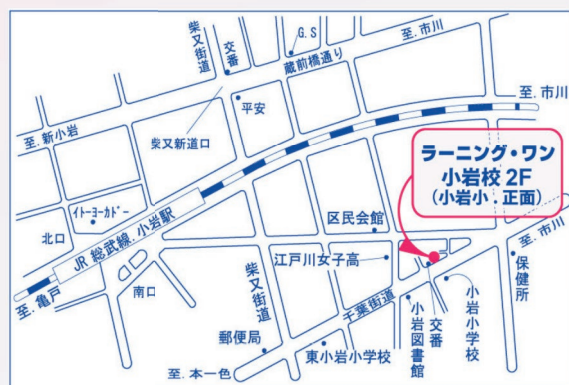 柴又街道
交番
G.S
蔵前橋通り
至.市川
至.新小岩
柴又新道口
平安
至.市川
ラーニング・ワン
小岩校 2F
(小岩小.正面)
イトーヨーカドー
北口
JR 総武線.小岩駅
区民会館
至.市川
至.亀戸
南口
柴又街道
江戸川女子高
千葉街道
保健所
小岩小学校
交番
小岩図書館
郵便局
東小岩小学校
至.本一色